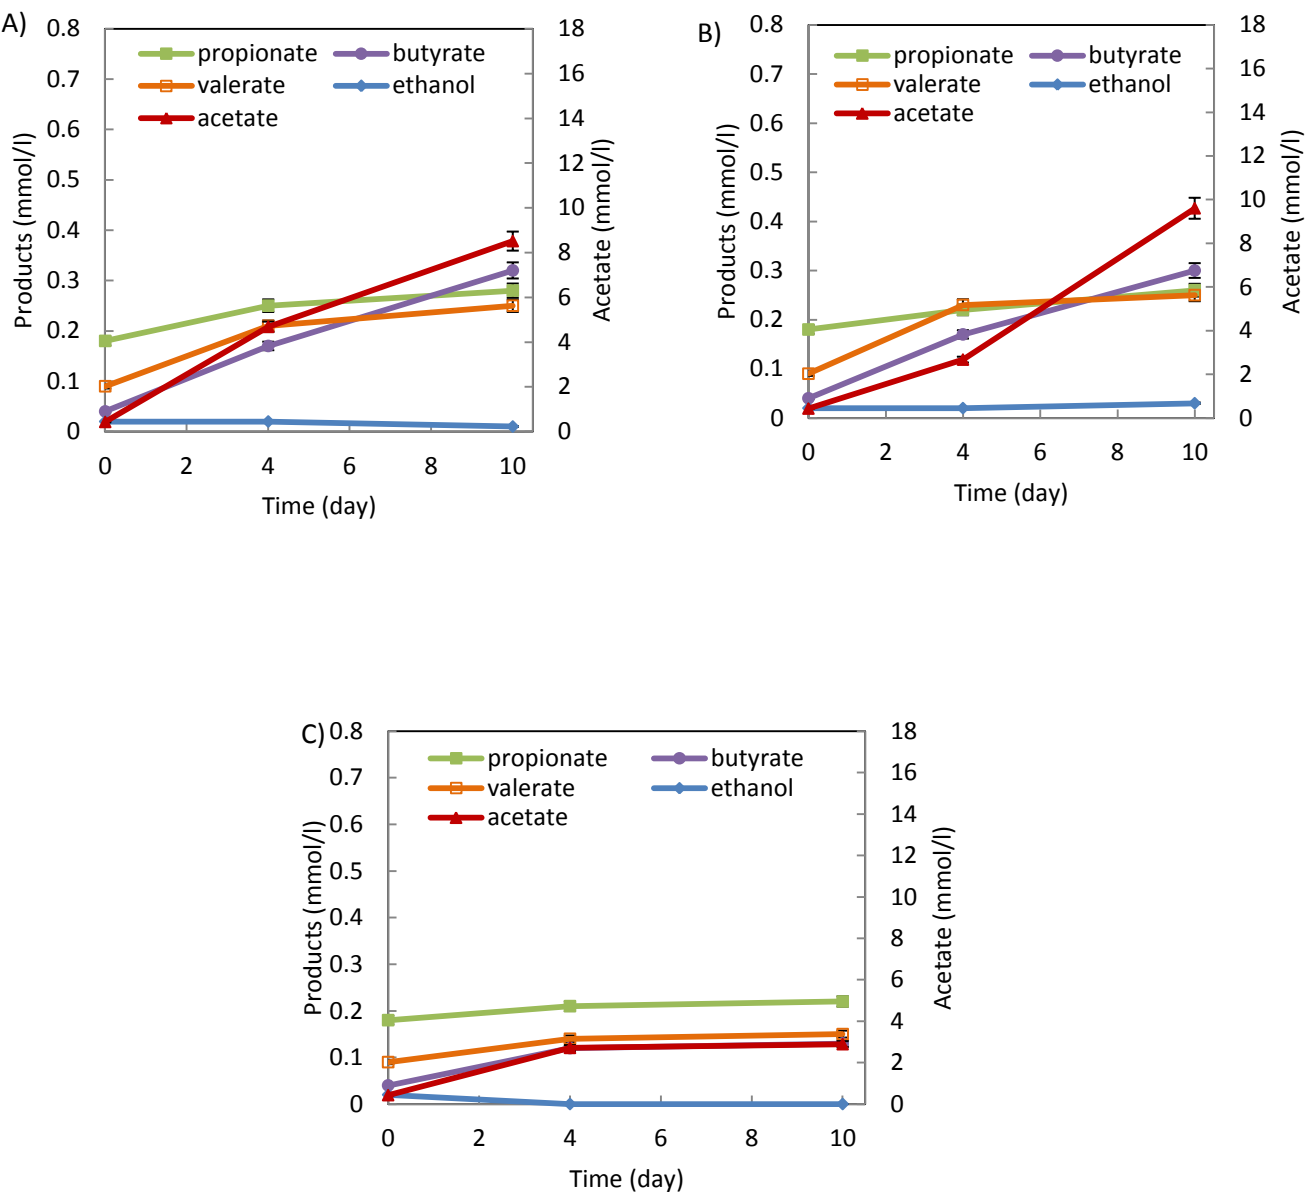 A)
propionate butyrate
valerate ethanol
acetate
0.8
0.7
0.6
0.5
0.4
0.3
0.2
0.1
0
Products (mmol/l)
18
16
14
12
10
8
6
4
2
0
Acetate (mmol/l)
0 2 4 6 8 10
Time (day)
B)
propionate butyrate
valerate ethanol
acetate
0.8
0.7
0.6
0.5
0.4
0.3
0.2
0.1
0
Products (mmol/l)
18
16
14
12
10
8
6
4
2
0
Acetate (mmol/l)
0 2 4 6 8 10
Time (day)
C)
propionate butyrate
valerate ethanol
acetate
0.8
0.7
0.6
0.5
0.4
0.3
0.2
0.1
0
Products (mmol/l)
18
16
14
12
10
8
6
4
2
0
Acetate (mmol/l)
0 2 4 6 8 10
Time (day)